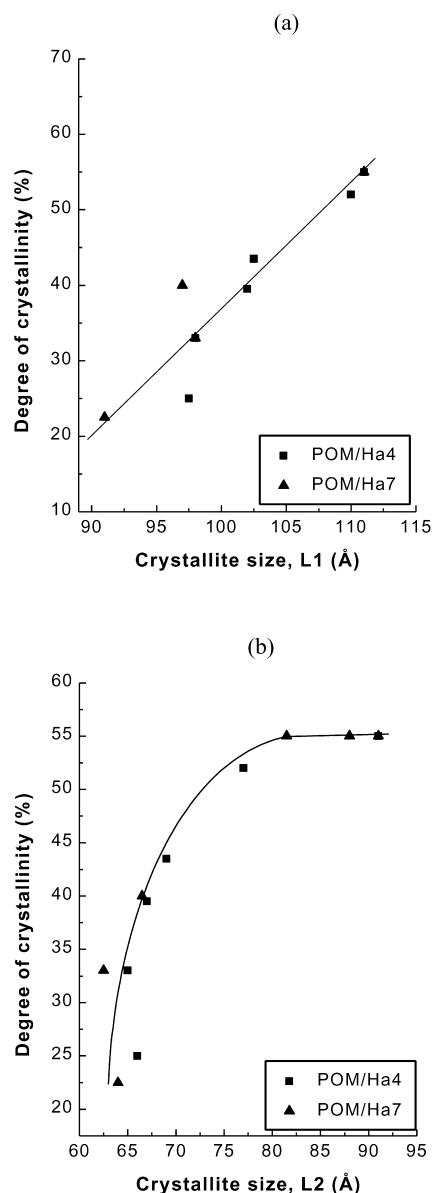 (a)
70
60
50
40
30
20
10
Degree of crystallinity (%)
POM/Ha4
POM/Ha7
90 95 100 105 110 115
Crystallite size, L1 (Å)
(b)
60
55
50
45
40
35
30
25
20
Degree of crystallinity (%)
POM/Ha4
POM/Ha7
60 65 70 75 80 85 90 95
Crystallite size, L2 (Å)